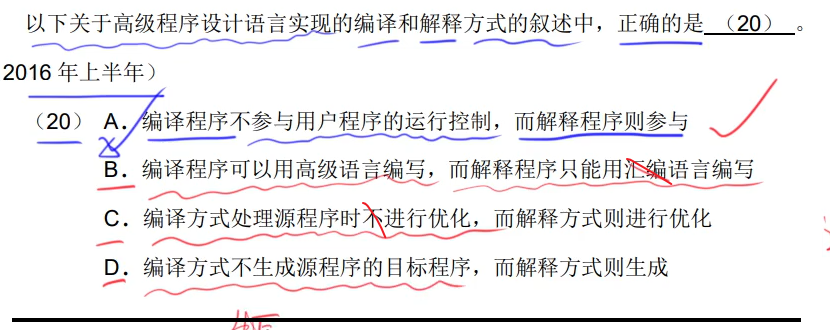 以下关于高级程序设计语言实现的编译和解释方式的叙述中，正确的是 （20） 。
2016 年上半年）
（20） A．编译程序不参与用户程序的运行控制，而解释程序则参与
B．编译程序可以用高级语言编写，而解释程序只能用汇编语言编写
C．编译方式处理源程序时不进行优化，而解释方式则进行优化
D．编译方式不生成源程序的目标程序，而解释方式则生成